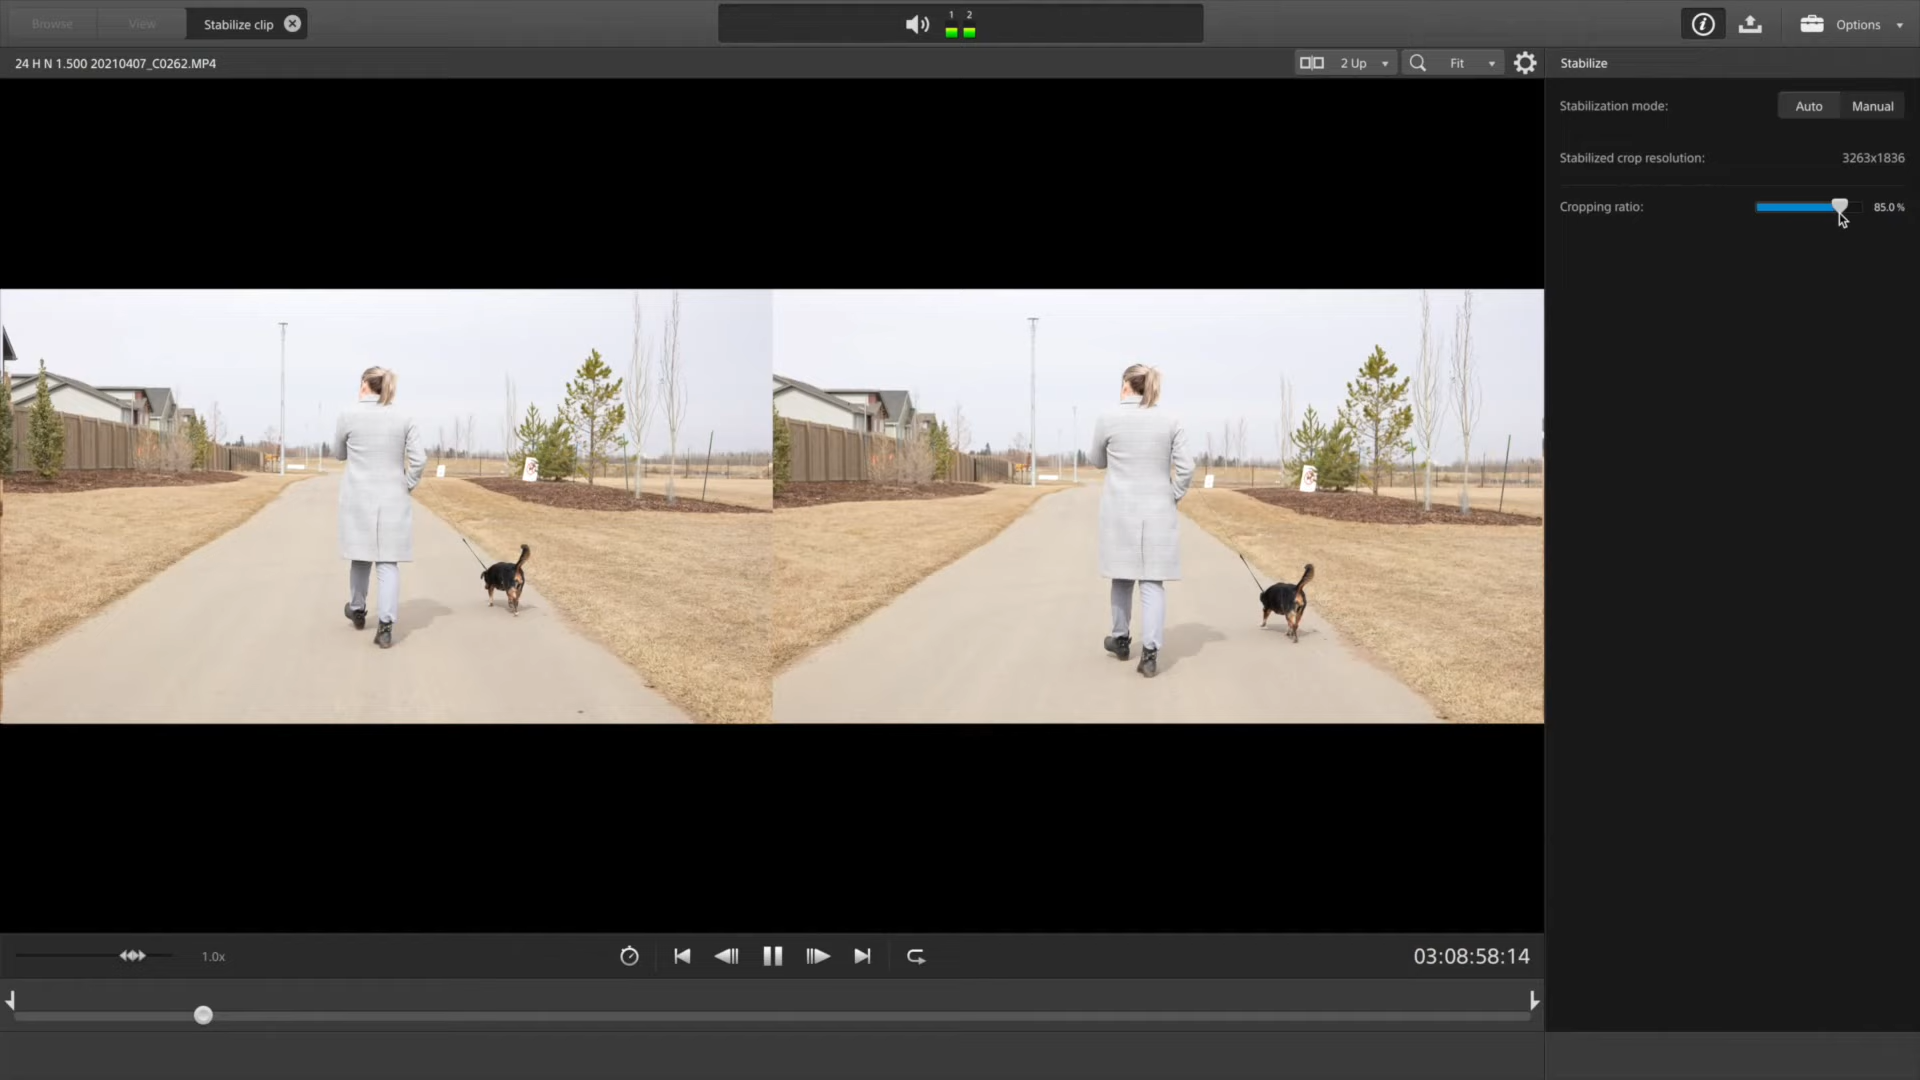 Browse View Stabilize clip
1 2
Options
24 H N 1.500 20210407_C0262.MP4
2 Up
Fit
Stabilize
Stabilization mode: Auto Manual
Stabilized crop resolution: 3263x1836
Cropping ratio: 85.0 %
1.0x
03:08:58:14